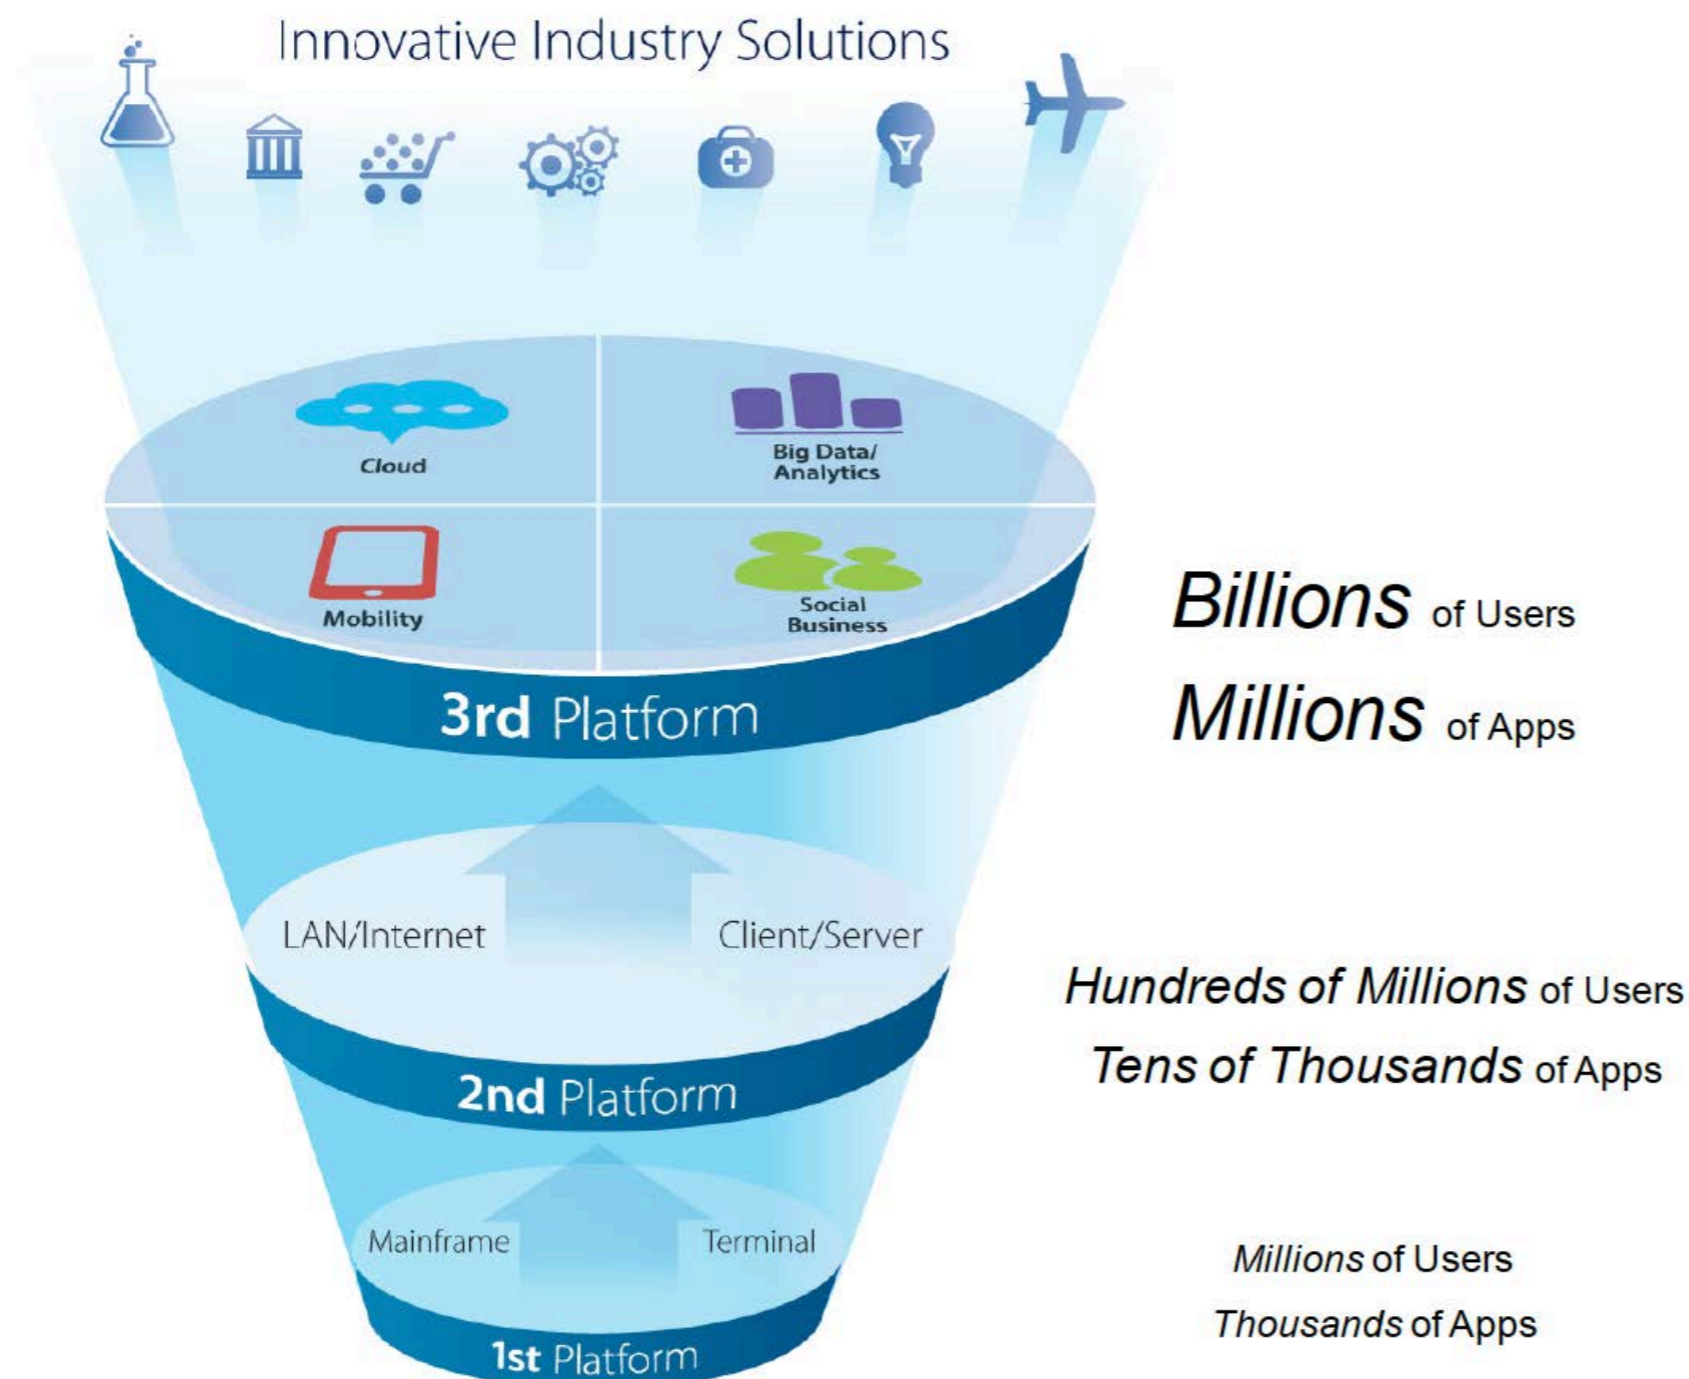 Innovative Industry Solutions
Cloud
Big Data/
Analytics
Mobility
Social
Business
Billions of Users
Millions of Apps
3rd Platform
LAN/Internet
Client/Server
Hundreds of Millions of Users
Tens of Thousands of Apps
2nd Platform
Mainframe
Terminal
Millions of Users
Thousands of Apps
1st Platform